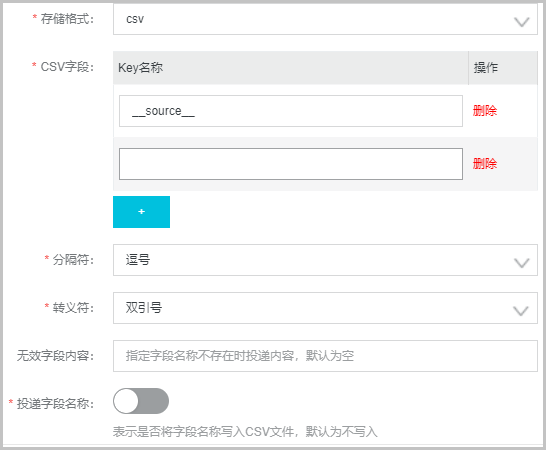 * 存储格式： csv
* CSV字段： Key名称 操作
__source__ 删除
删除
+
* 分隔符： 逗号
* 转义符： 双引号
无效字段内容： 指定字段名称不存在时投递内容，默认为空
* 投递字段名称：
表示是否将字段名称写入CSV文件，默认为不写入